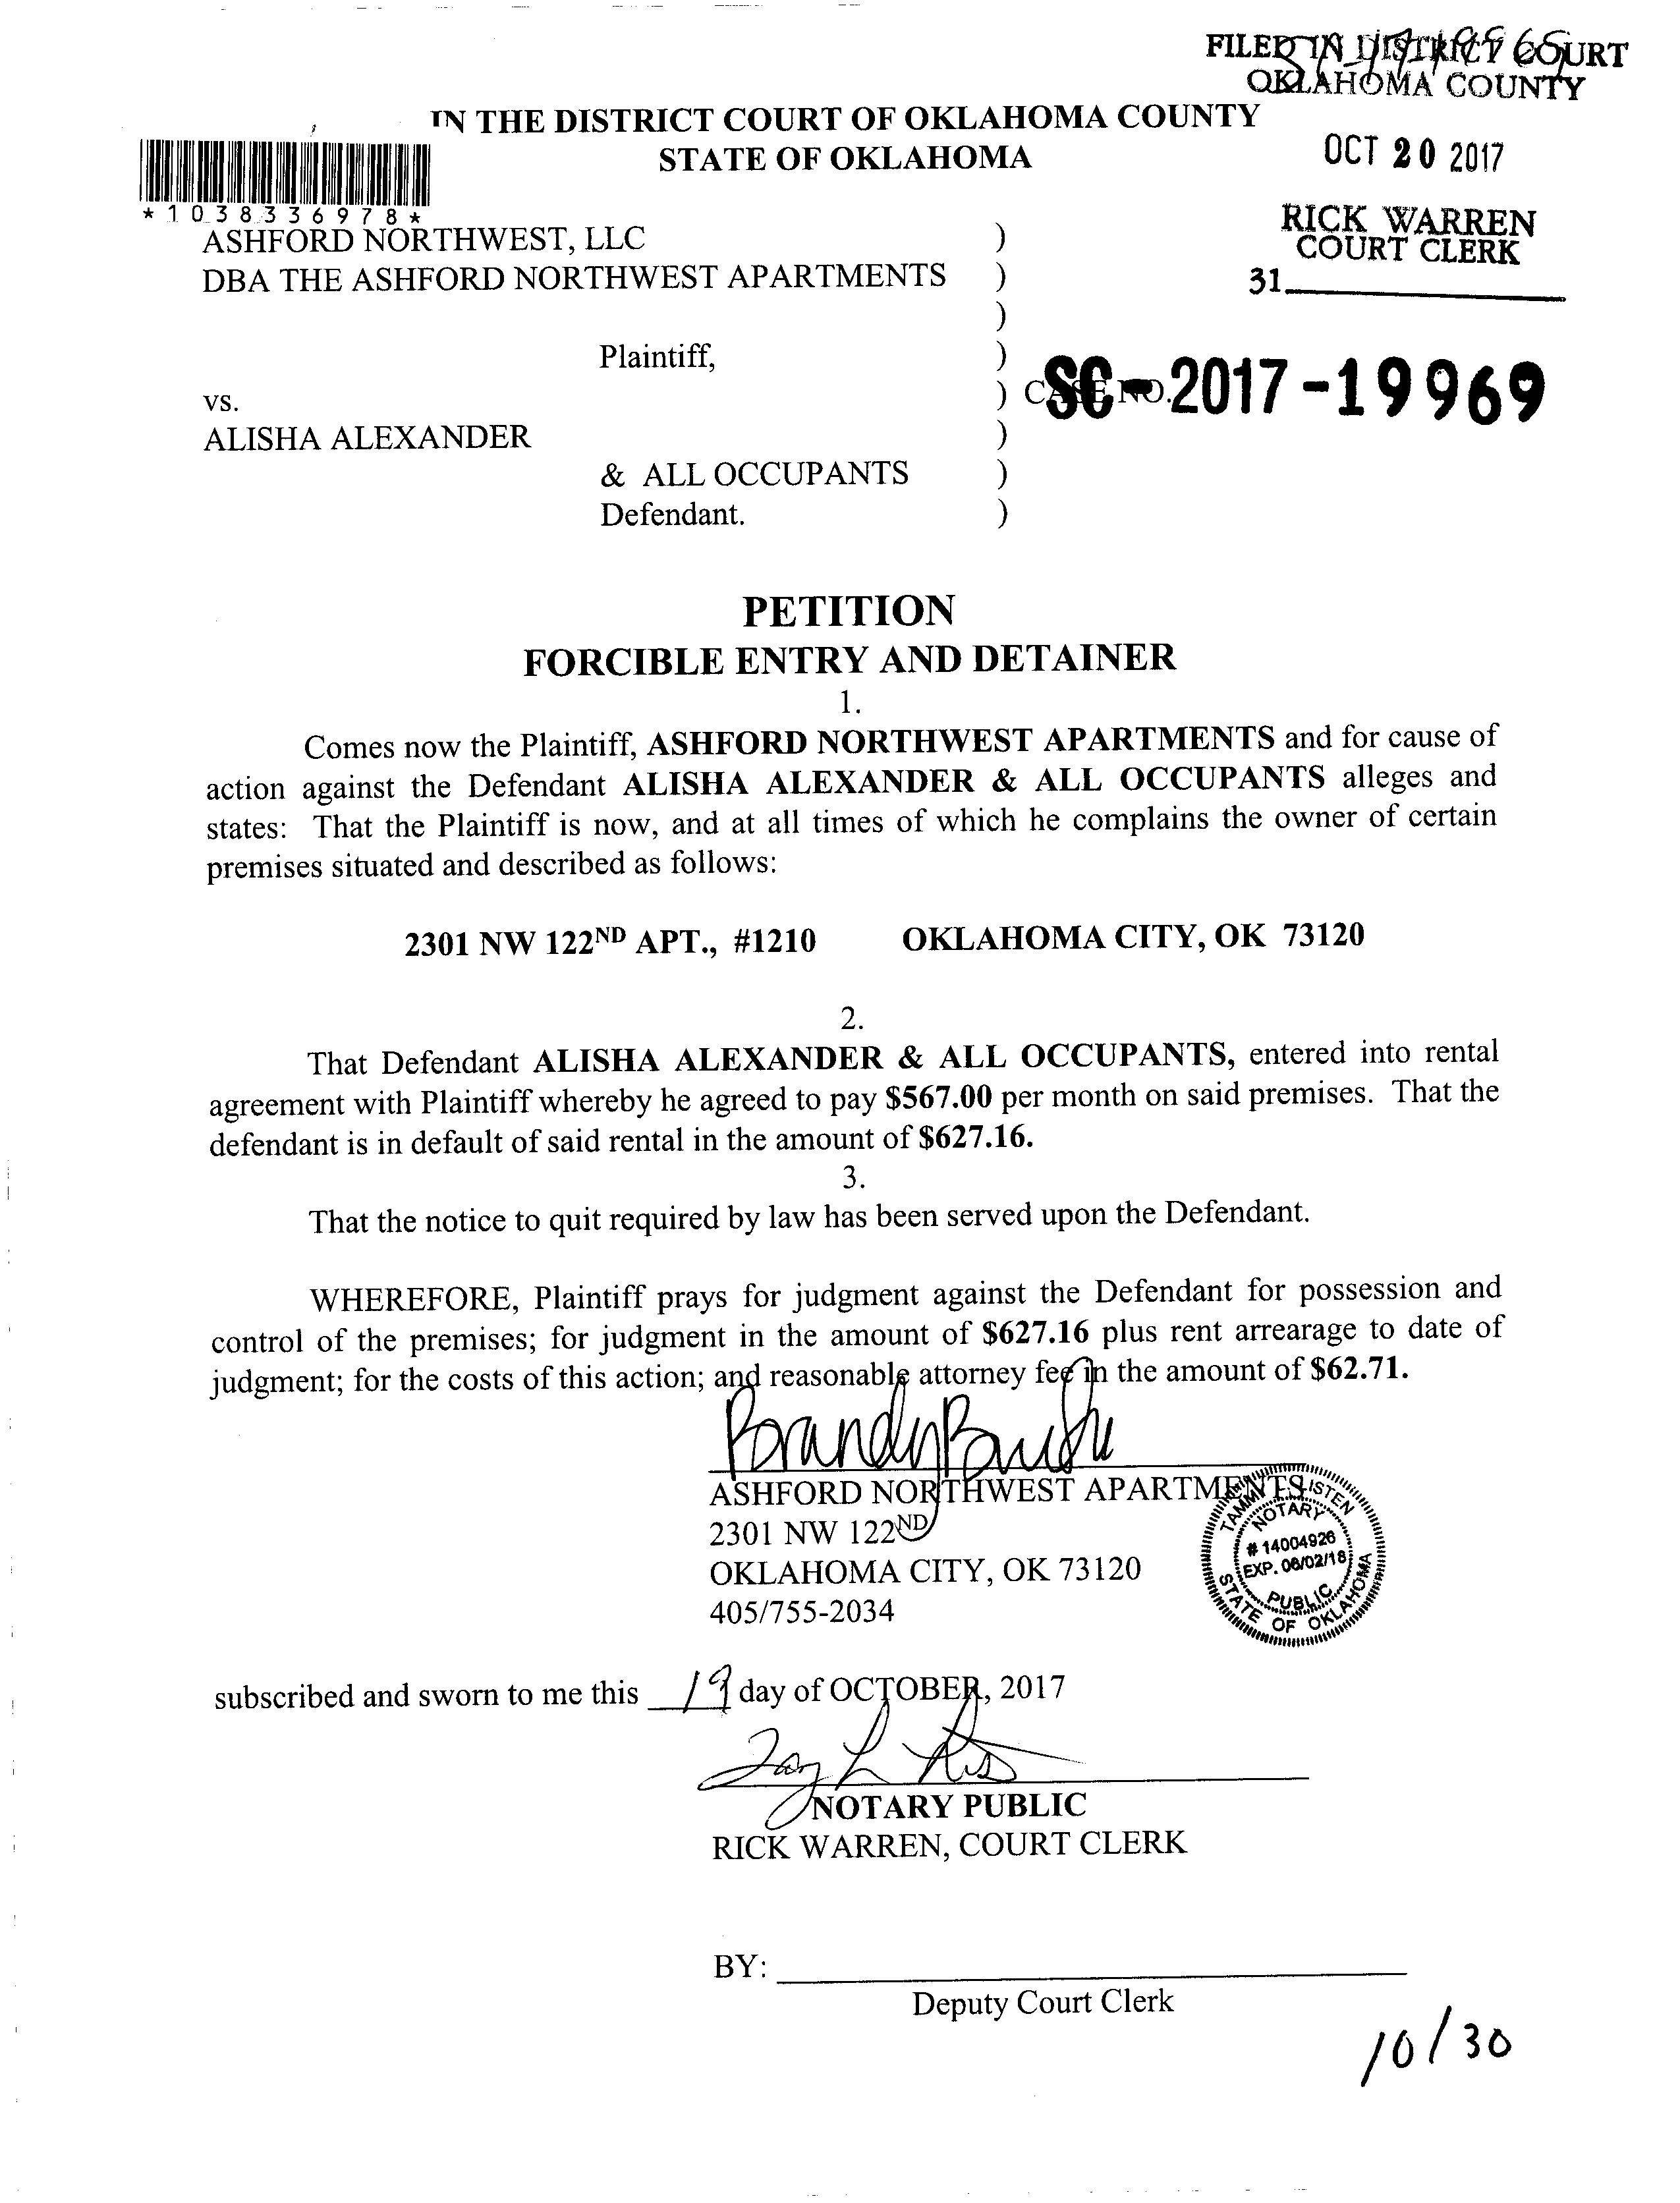 FILED IN DISTRICT COURT
OKLAHOMA COUNTY
IN THE DISTRICT COURT OF OKLAHOMA COUNTY
STATE OF OKLAHOMA
OCT 20 2017
*1038336978*
RICK WARREN
COURT CLERK
31
ASHFORD NORTHWEST, LLC )
DBA THE ASHFORD NORTHWEST APARTMENTS )
)
Plaintiff, )
vs. ) CASE NO. SC-2017-19969
ALISHA ALEXANDER )
& ALL OCCUPANTS )
Defendant. )
PETITION
FORCIBLE ENTRY AND DETAINER
1.
Comes now the Plaintiff, ASHFORD NORTHWEST APARTMENTS and for cause of
action against the Defendant ALISHA ALEXANDER & ALL OCCUPANTS alleges and
states: That the Plaintiff is now, and at all times of which he complains the owner of certain
premises situated and described as follows:
2301 NW 122ND APT., #1210 OKLAHOMA CITY, OK 73120
2.
That Defendant ALISHA ALEXANDER & ALL OCCUPANTS, entered into rental
agreement with Plaintiff whereby he agreed to pay $567.00 per month on said premises. That the
defendant is in default of said rental in the amount of $627.16.
3.
That the notice to quit required by law has been served upon the Defendant.
WHEREFORE, Plaintiff prays for judgment against the Defendant for possession and
control of the premises; for judgment in the amount of $627.16 plus rent arrearage to date of
judgment; for the costs of this action; and reasonable attorney fee in the amount of $62.71.
Brandy
ASHFORD NORTHWEST APARTMENTS
2301 NW 122ND
OKLAHOMA CITY, OK 73120
405/755-2034
NOTARY
# 14004926
EXP. 06/02/18
PUBLIC
STATE OF OKLAHOMA
subscribed and sworn to me this 19 day of OCTOBER, 2017
NOTARY PUBLIC
RICK WARREN, COURT CLERK
BY:
Deputy Court Clerk
10/30